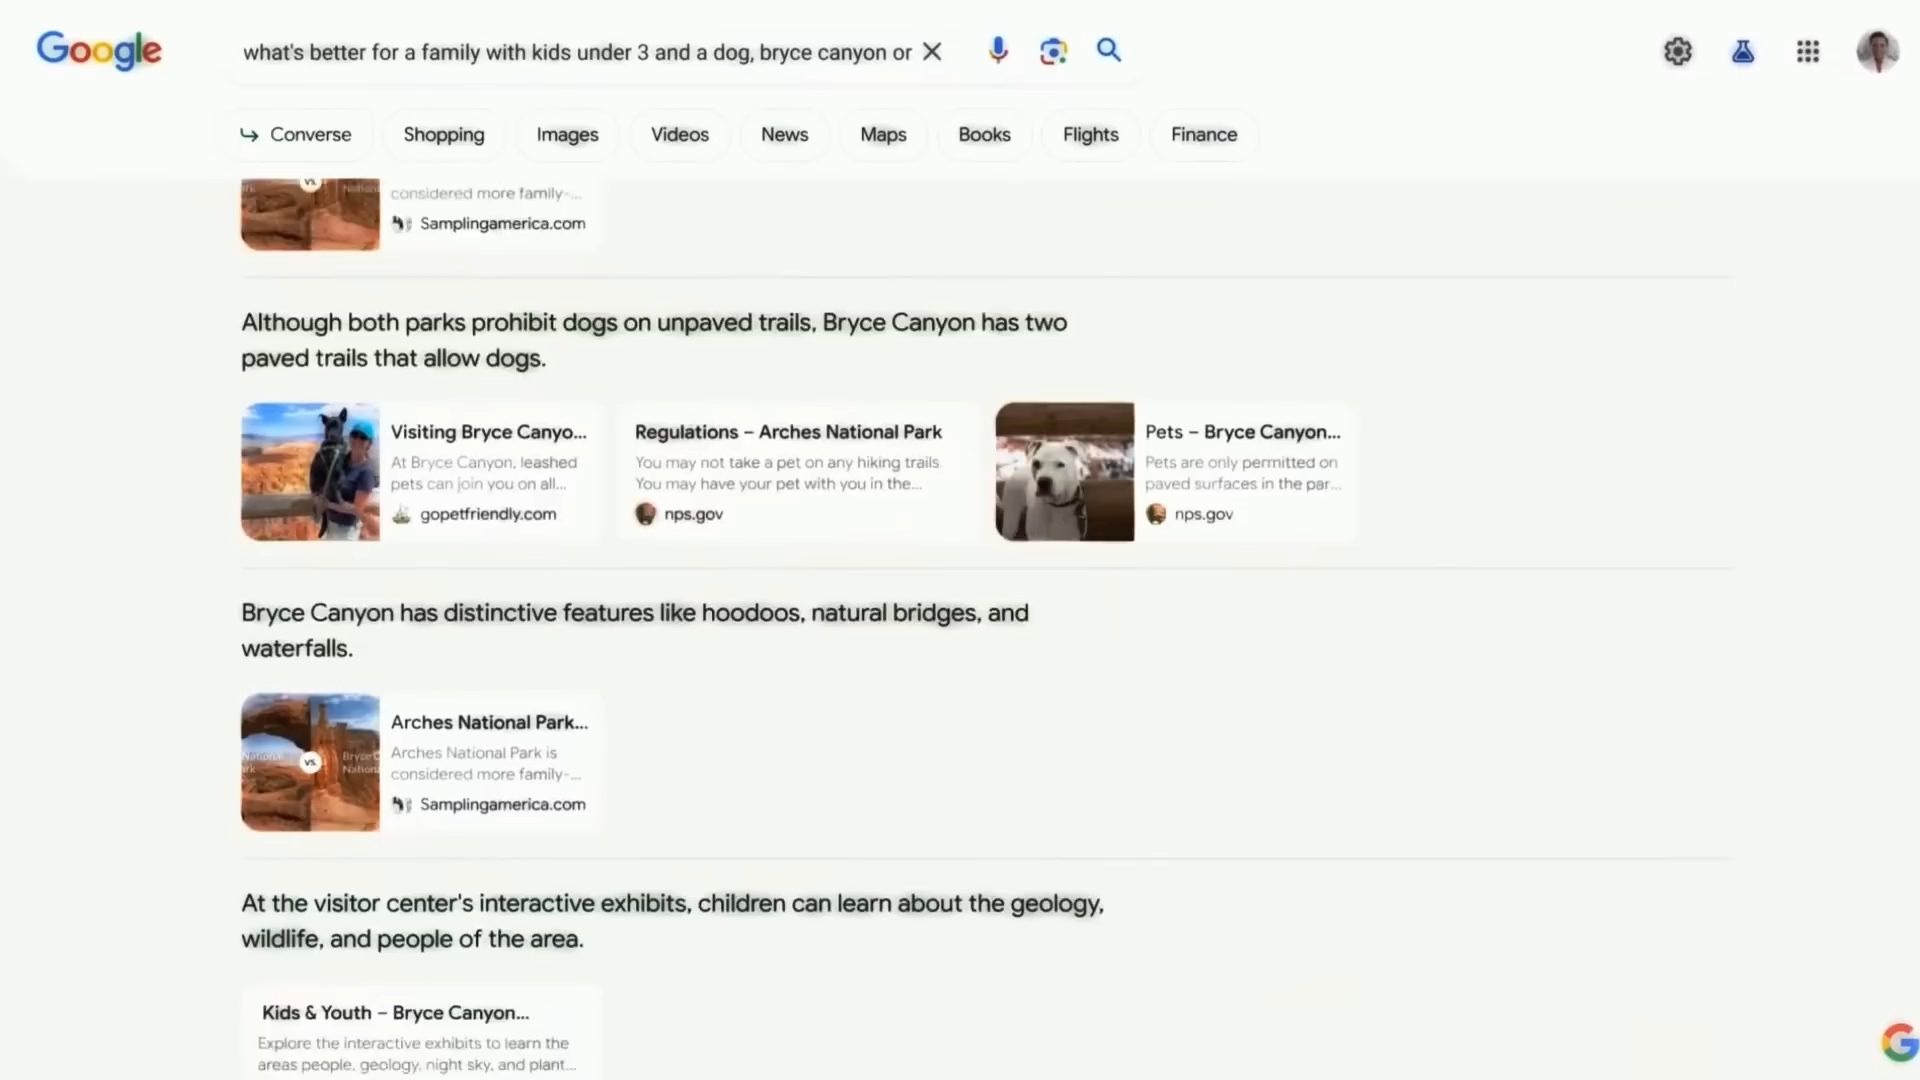 Google
what's better for a family with kids under 3 and a dog, bryce canyon or
Converse
Shopping
Images
Videos
News
Maps
Books
Flights
Finance
vs.
considered more family-...
Samplingamerica.com
Although both parks prohibit dogs on unpaved trails, Bryce Canyon has two
paved trails that allow dogs.
Visiting Bryce Canyo...
At Bryce Canyon, leashed
pets can join you on all...
gopetfriendly.com
Regulations – Arches National Park
You may not take a pet on any hiking trails
You may have your pet with you in the...
nps.gov
Pets – Bryce Canyon...
Pets are only permitted on
paved surfaces in the par...
nps.gov
Bryce Canyon has distinctive features like hoodoos, natural bridges, and
waterfalls.
vs.
Arches National Park...
Arches National Park is
considered more family-...
Samplingamerica.com
At the visitor center's interactive exhibits, children can learn about the geology,
wildlife, and people of the area.
Kids & Youth – Bryce Canyon...
Explore the interactive exhibits to learn the
areas people, geology, night sky, and plant...